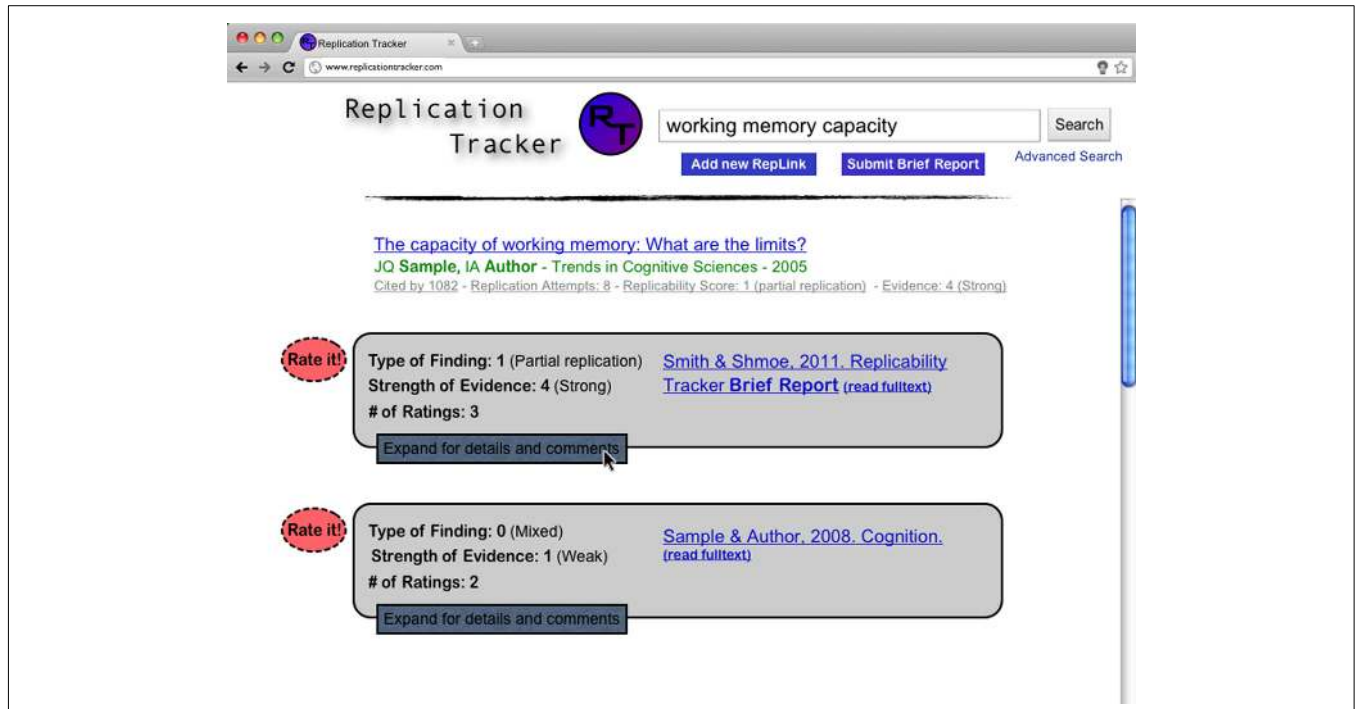 Replication Tracker
www.replicationtracker.com
Replication
Tracker
RT
working memory capacity
Search
Add new RepLink
Submit Brief Report
Advanced Search
The capacity of working memory: What are the limits?
JQ Sample, IA Author - Trends in Cognitive Sciences - 2005
Cited by 1082 - Replication Attempts: 8 - Replicability Score: 1 (partial replication) - Evidence: 4 (Strong)
Rate it!
Type of Finding: 1 (Partial replication)
Strength of Evidence: 4 (Strong)
# of Ratings: 3
Smith & Shmoe, 2011. Replicability
Tracker Brief Report (read fulltext)
Expand for details and comments
Rate it!
Type of Finding: 0 (Mixed)
Strength of Evidence: 1 (Weak)
# of Ratings: 2
Sample & Author, 2008. Cognition.
(read fulltext)
Expand for details and comments